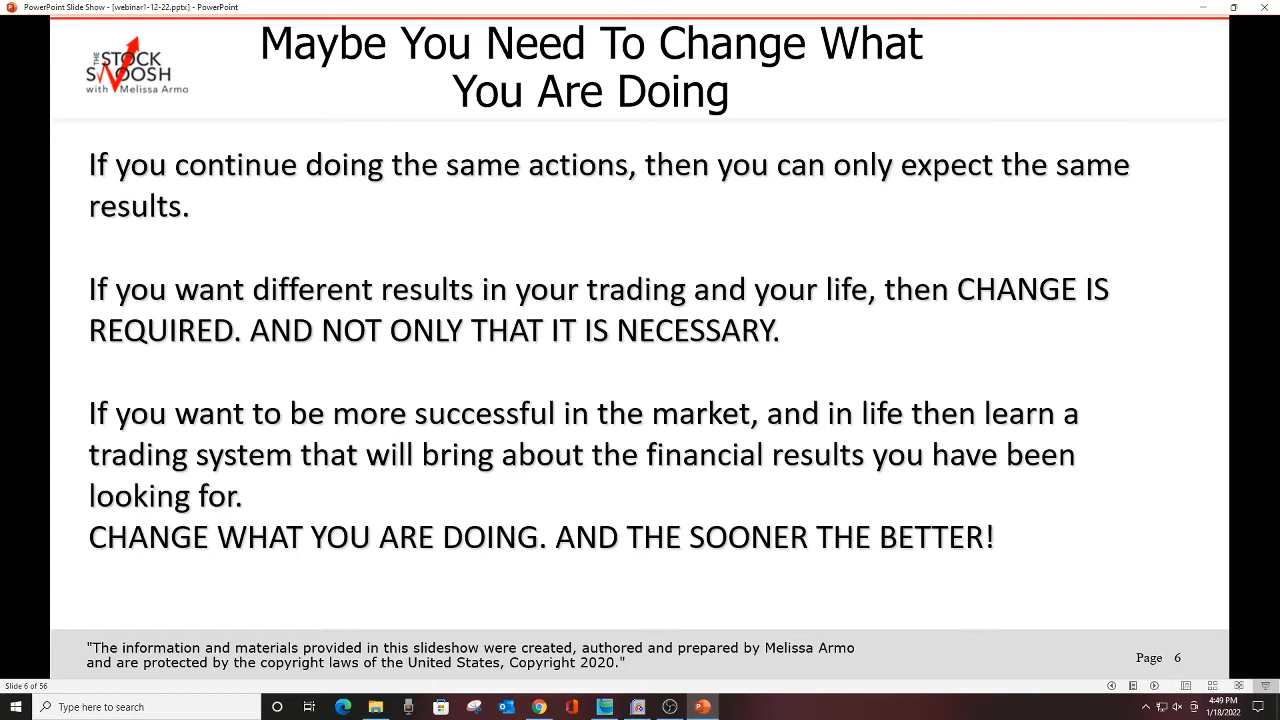 PowerPoint Slide Show - [webinar1-12-22.pptx] - PowerPoint
THE
STOCK
SWOOSH
with Melissa Armo
Maybe You Need To Change What
You Are Doing
If you continue doing the same actions, then you can only expect the same
results.
If you want different results in your trading and your life, then CHANGE IS
REQUIRED. AND NOT ONLY THAT IT IS NECESSARY.
If you want to be more successful in the market, and in life then learn a
trading system that will bring about the financial results you have been
looking for.
CHANGE WHAT YOU ARE DOING. AND THE SOONER THE BETTER!
"The information and materials provided in this slideshow were created, authored and prepared by Melissa Armo
and are protected by the copyright laws of the United States, Copyright 2020."
Page 6
Slide 6 of 56
Type here to search
4:49 PM
1/18/2022